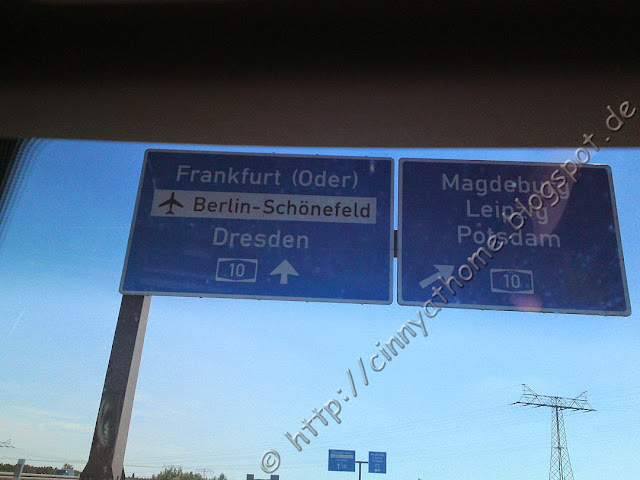 Frankfurt (Oder)
Berlin-Schönefeld
Dresden
10
Magdeburg
Leipzig
Potsdam
10
© http://cinnyathome.blogspot.de